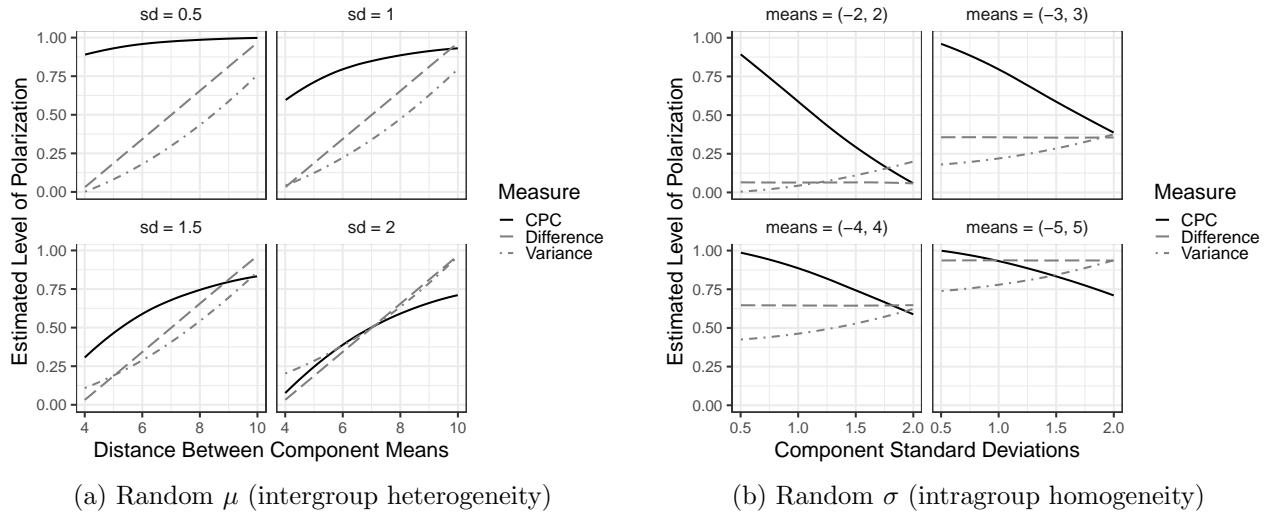 sd = 0.5
sd = 1
1.00
0.75
0.50
0.25
0.00
sd = 1.5
sd = 2
1.00
0.75
0.50
0.25
0.00
4
6
8
10
4
6
8
10
Estimated Level of Polarization
Distance Between Component Means
Measure
CPC
Difference
Variance
(a) Random μ (intergroup heterogeneity)
means = (−2, 2)
means = (−3, 3)
1.00
0.75
0.50
0.25
0.00
means = (−4, 4)
means = (−5, 5)
1.00
0.75
0.50
0.25
0.00
0.5
1.0
1.5
2.0
0.5
1.0
1.5
2.0
Estimated Level of Polarization
Component Standard Deviations
Measure
CPC
Difference
Variance
(b) Random σ (intragroup homogeneity)